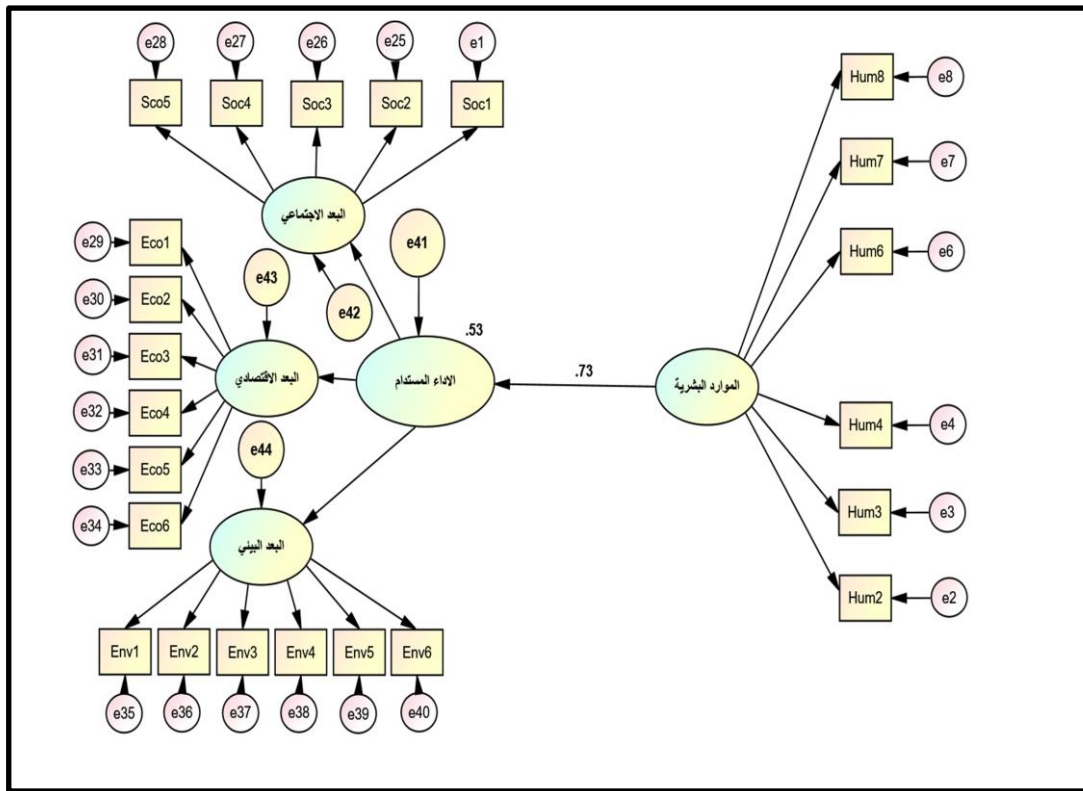 e28
e27
e26
e25
e1
Sco5
Soc4
Soc3
Soc2
Soc1
البعد الاجتماعي
e41
e42
e43
e29
Eco1
e30
Eco2
e31
Eco3
e32
Eco4
e33
Eco5
e34
Eco6
البعد الاقتصادي
.53
الاداء المستدام
.73
الموارد البشرية
e44
البعد البيئي
Env1
Env2
Env3
Env4
Env5
Env6
e35
e36
e37
e38
e39
e40
Hum8
e8
Hum7
e7
Hum6
e6
Hum4
e4
Hum3
e3
Hum2
e2